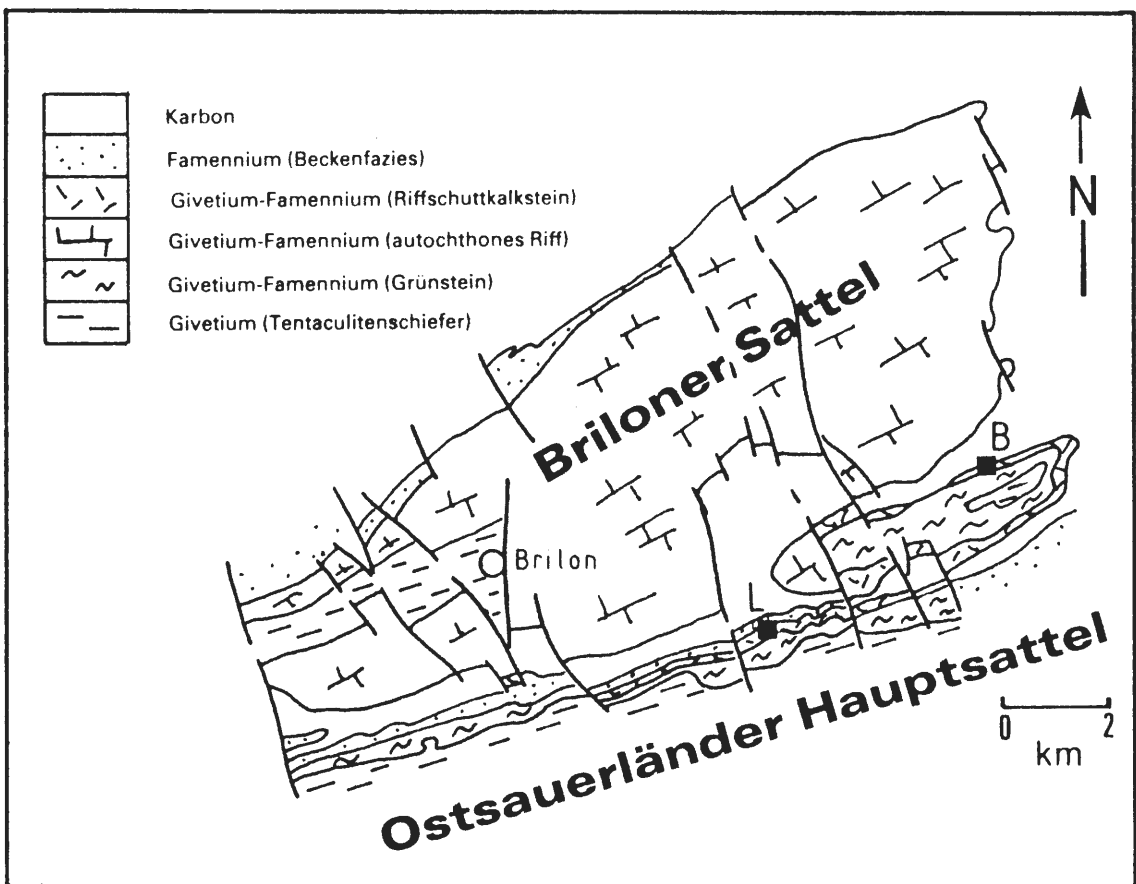 Karbon
Famennium (Beckenfazies)
Givetium-Famennium (Riffschuttkalkstein)
Givetium-Famennium (autochthones Riff)
Givetium-Famennium (Grünstein)
Givetium (Tentaculitenschiefer)
N
Briloner Sattel
B
Brilon
L
Ostsauerländer Hauptsattel
0 2
km